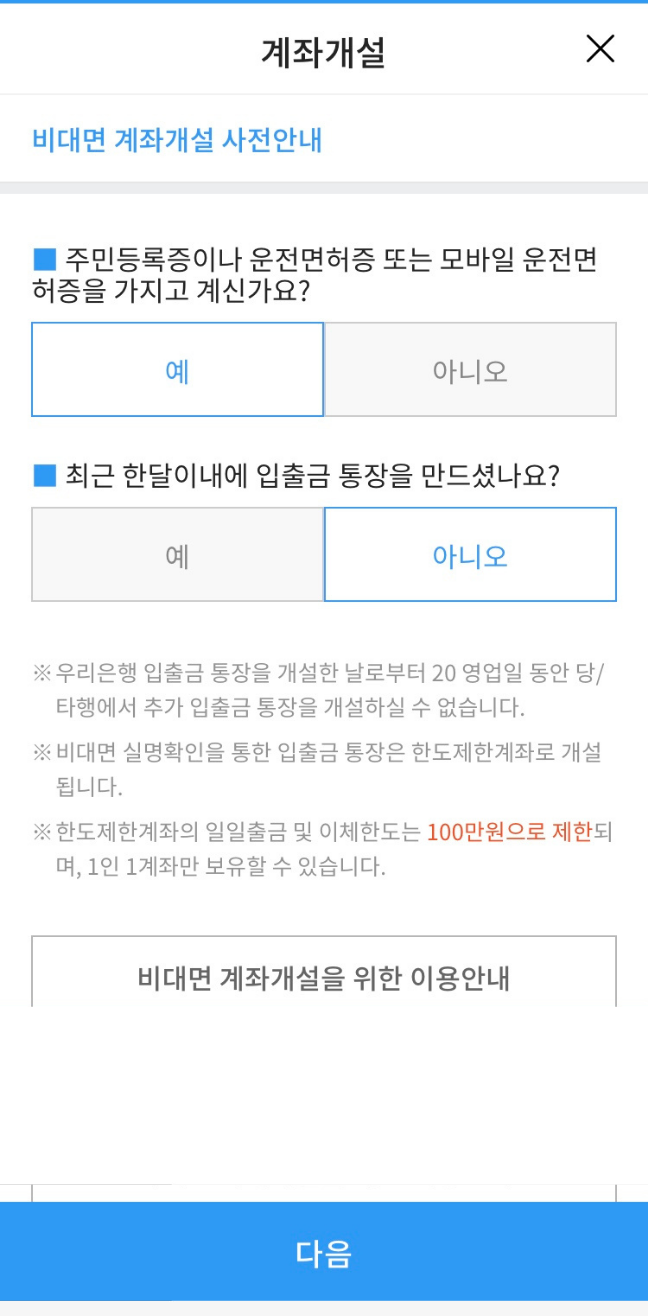 계좌개설
비대면 계좌개설 사전안내
■ 주민등록증이나 운전면허증 또는 모바일 운전면
허증을 가지고 계신가요?
예 아니오
■ 최근 한달이내에 입출금 통장을 만드셨나요?
예 아니오
※ 우리은행 입출금 통장을 개설한 날로부터 20 영업일 동안 당/
타행에서 추가 입출금 통장을 개설하실 수 없습니다.
※ 비대면 실명확인을 통한 입출금 통장은 한도제한계좌로 개설
됩니다.
※ 한도제한계좌의 일일출금 및 이체한도는 100만원으로 제한되
며, 1인 1계좌만 보유할 수 있습니다.
비대면 계좌개설을 위한 이용안내
다음